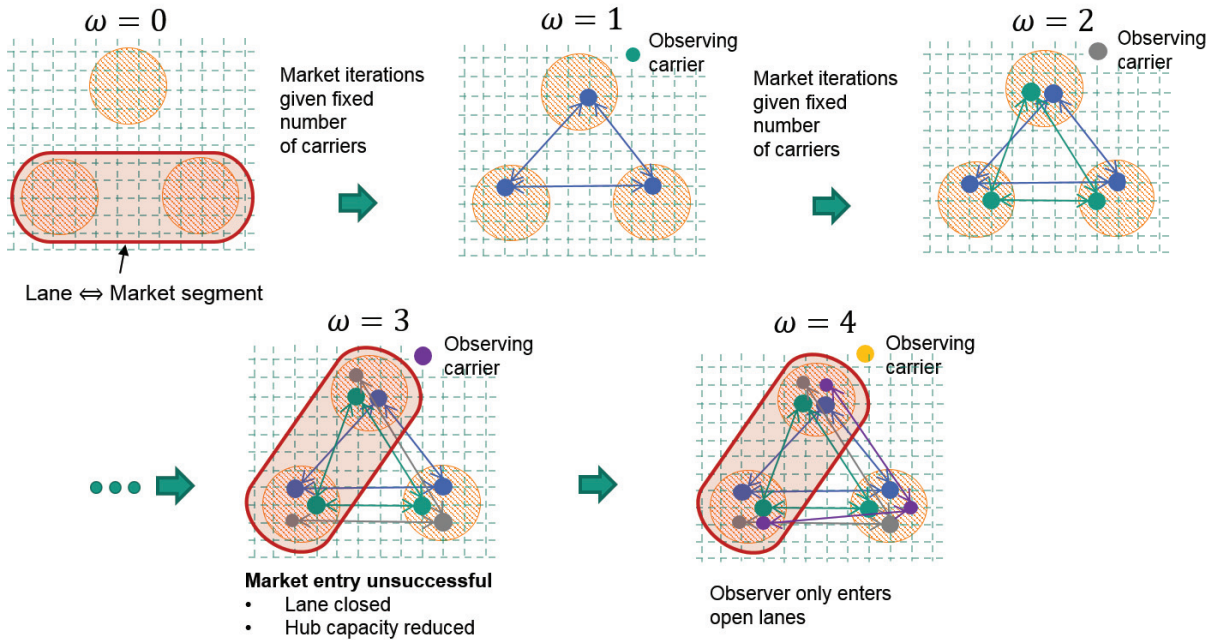 ω = 0
Market iterations
given fixed
number
of carriers
ω = 1
Observing
carrier
Market iterations
given fixed
number
of carriers
ω = 2
Observing
carrier
Lane ⇔ Market segment
ω = 3
Observing
carrier
ω = 4
Observing
carrier
Market entry unsuccessful
• Lane closed
• Hub capacity reduced
Observer only enters
open lanes